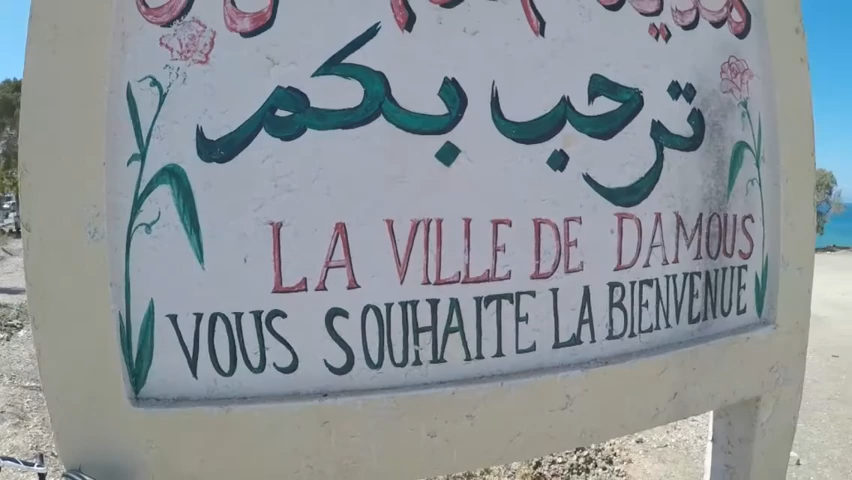 ترحب بكم
LA VILLE DE DAMOUS
VOUS SOUHAITE LA BIENVENUE